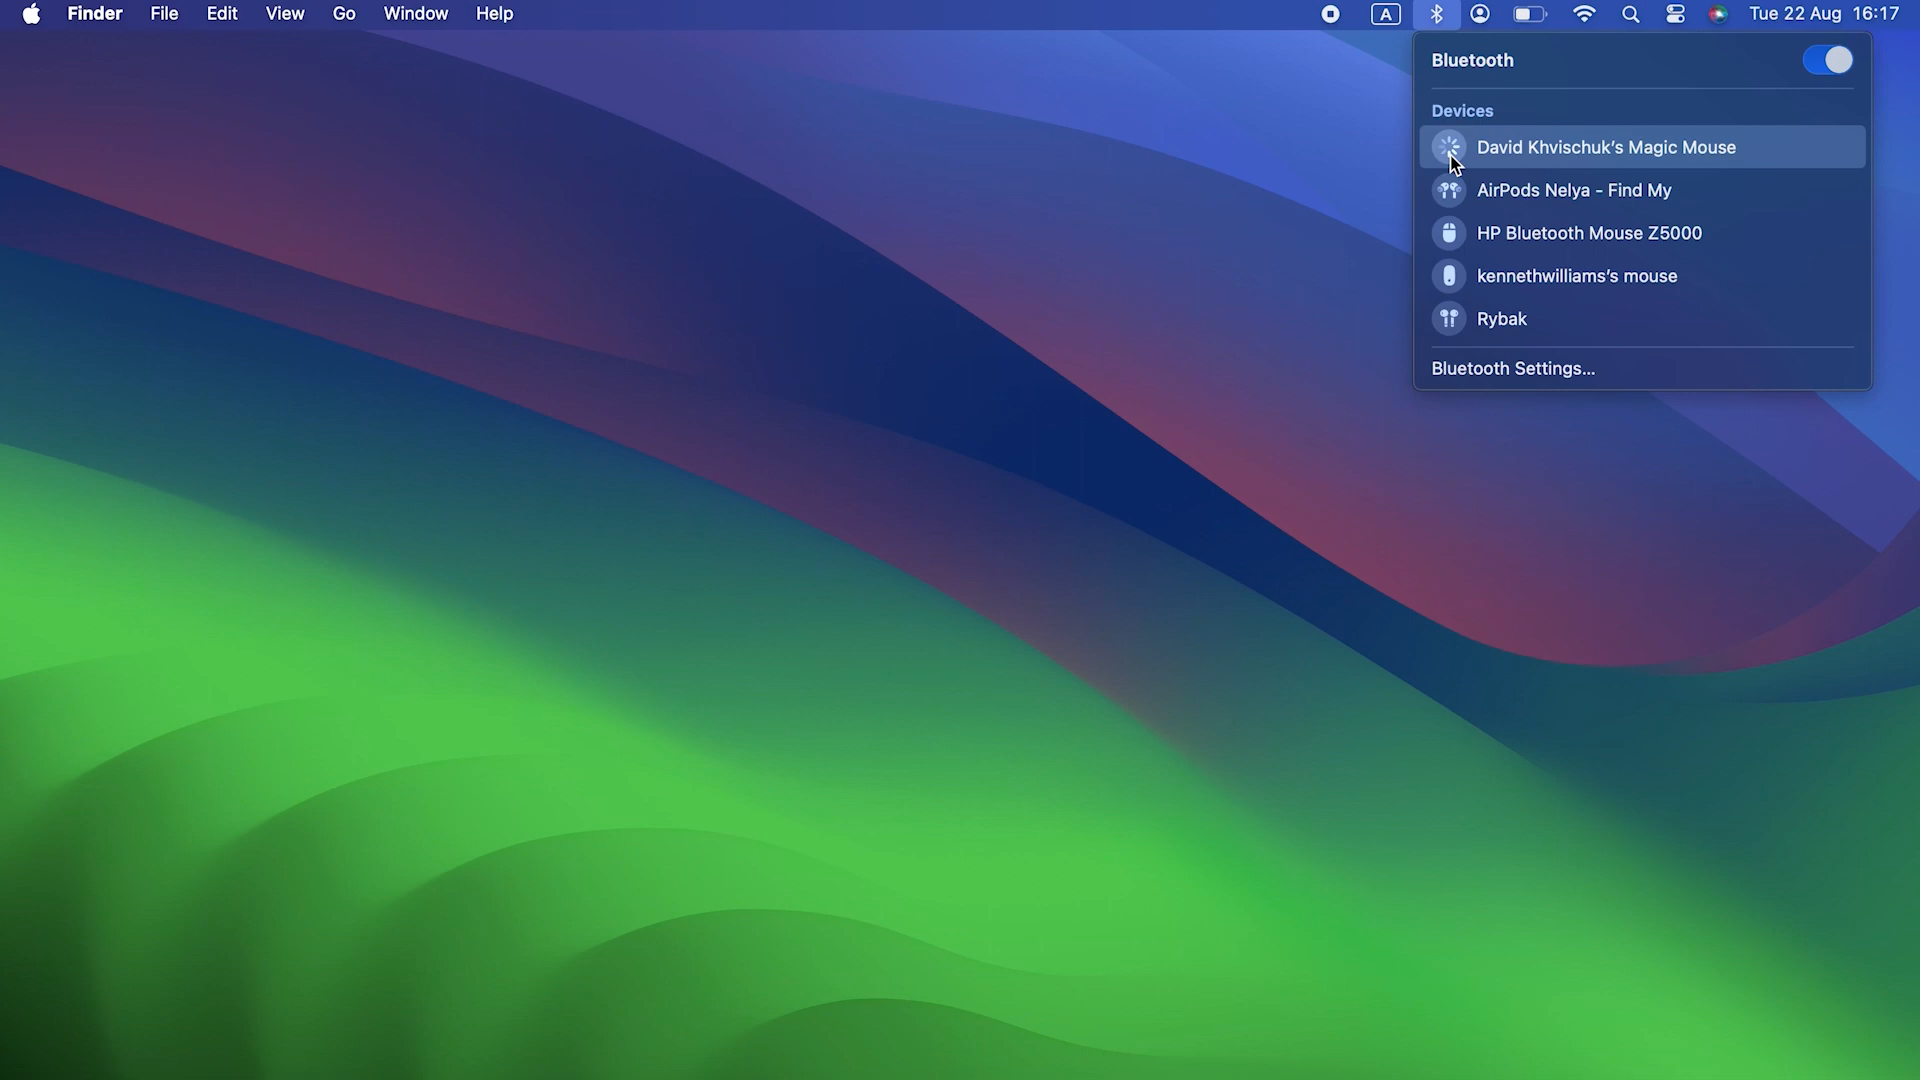 Finder File Edit View Go Window Help A Tue 22 Aug 16:17
Bluetooth
Devices
David Khvischuk's Magic Mouse
AirPods Nelya - Find My
HP Bluetooth Mouse Z5000
kennethwilliams's mouse
Rybak
Bluetooth Settings...